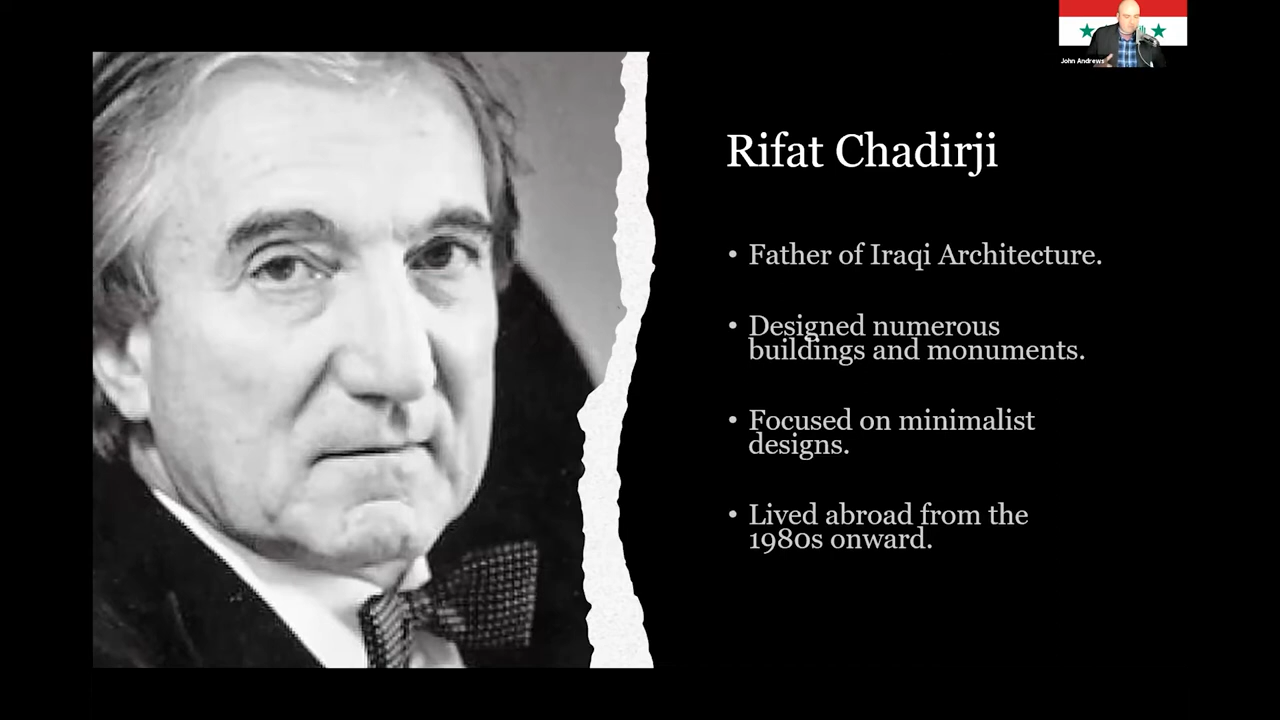 John Andrews
Rifat Chadirji
• Father of Iraqi Architecture.
• Designed numerous
buildings and monuments.
• Focused on minimalist
designs.
• Lived abroad from the
1980s onward.